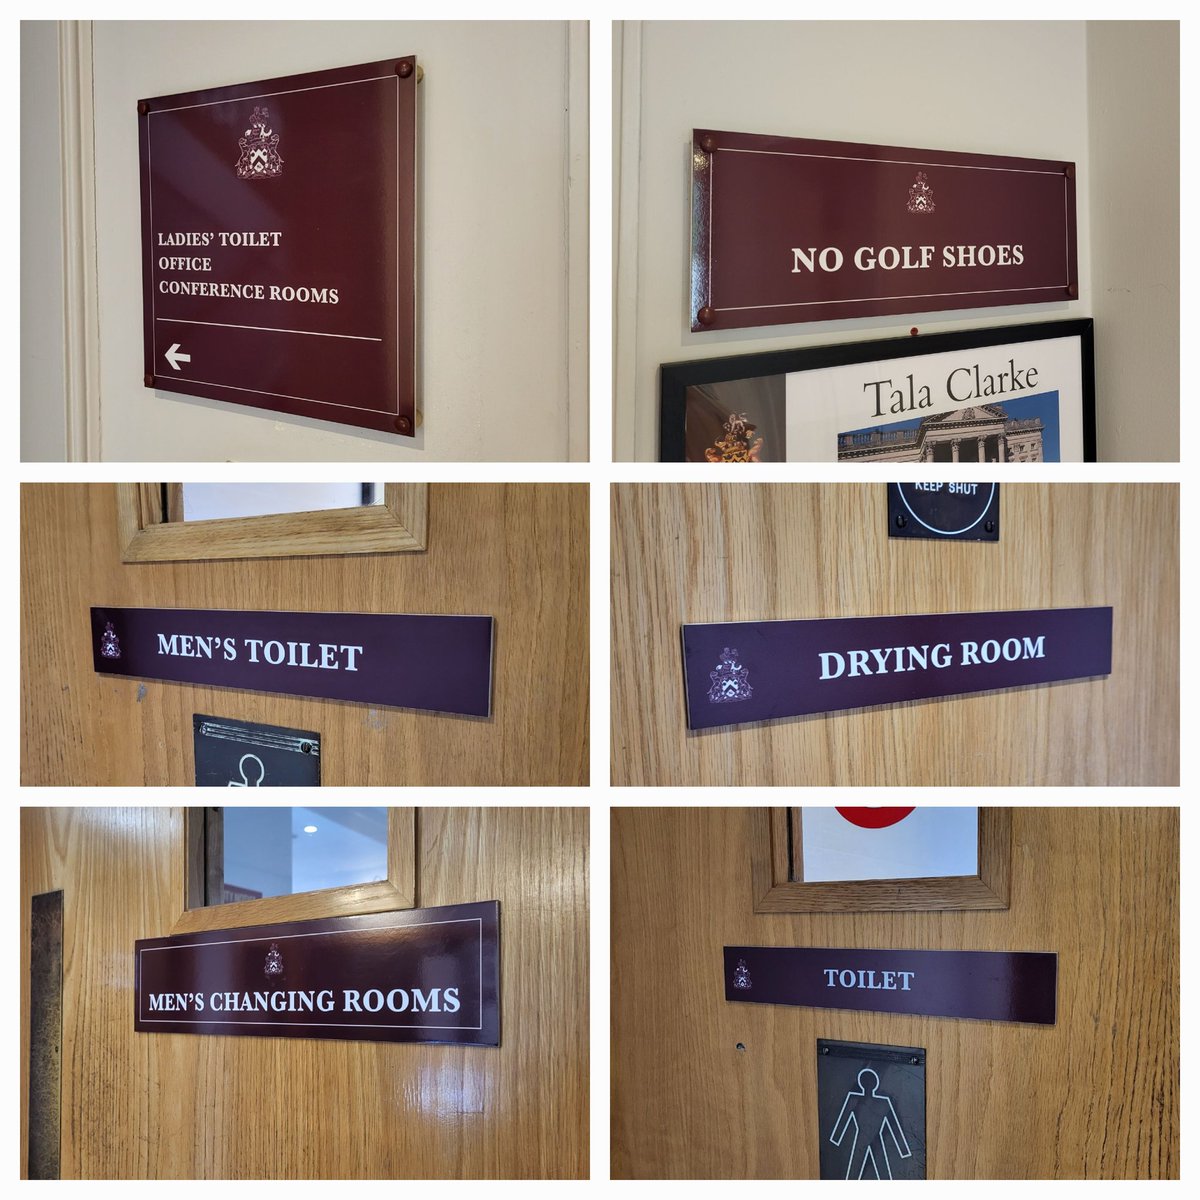 LADIES' TOILET
OFFICE
CONFERENCE ROOMS
NO GOLF SHOES
Tala Clarke
MEN'S TOILET
KEEP SHUT
DRYING ROOM
MEN'S CHANGING ROOMS
TOILET